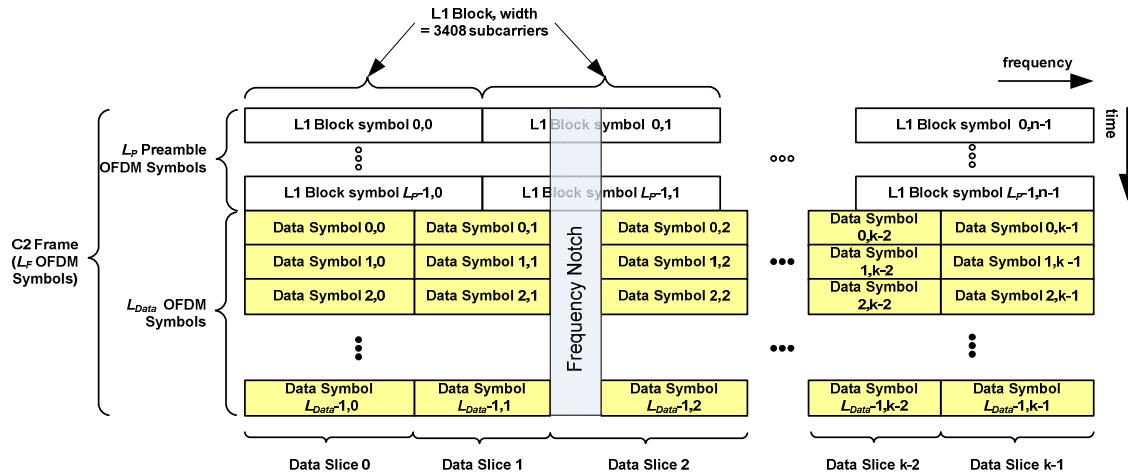 L1 Block, width
= 3408 subcarriers
frequency
time
L1 Block symbol 0,0
L1 Block symbol 0,1
L1 Block symbol 0,n-1
LP Preamble
OFDM Symbols
L1 Block symbol LP-1,0
L1 Block symbol LP-1,1
L1 Block symbol LP-1,n-1
C2 Frame
(LF OFDM
Symbols)
LData OFDM
Symbols
Data Symbol 0,0
Data Symbol 0,1
Data Symbol 0,2
Data Symbol
0,k-2
Data Symbol 0,k-1
Data Symbol 1,0
Data Symbol 1,1
Data Symbol 1,2
Data Symbol
1,k-2
Data Symbol 1,k -1
Data Symbol 2,0
Data Symbol 2,1
Data Symbol 2,2
Data Symbol
2,k-2
Data Symbol 2,k-1
Frequency Notch
Data Symbol
LData-1,0
Data Symbol
LData-1,1
Data Symbol
LData-1,2
Data Symbol
LData-1,k-2
Data Symbol
LData-1,k-1
Data Slice 0
Data Slice 1
Data Slice 2
Data Slice k-2
Data Slice k-1